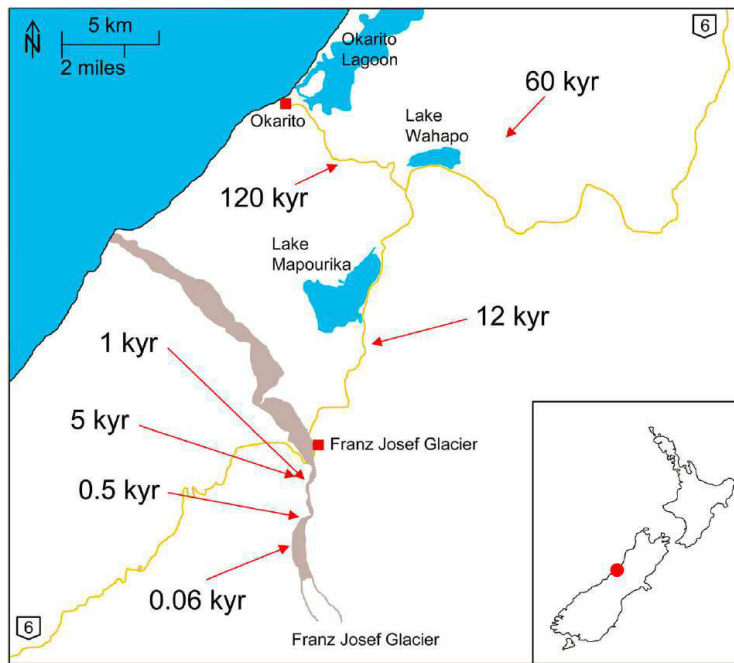 5 km
N
2 miles
Okarito
Lagoon
6
60 kyr
Okarito
Lake
Wahapo
120 kyr
Lake
Mapourika
12 kyr
1 kyr
5 kyr
Franz Josef Glacier
0.5 kyr
0.06 kyr
6
Franz Josef Glacier